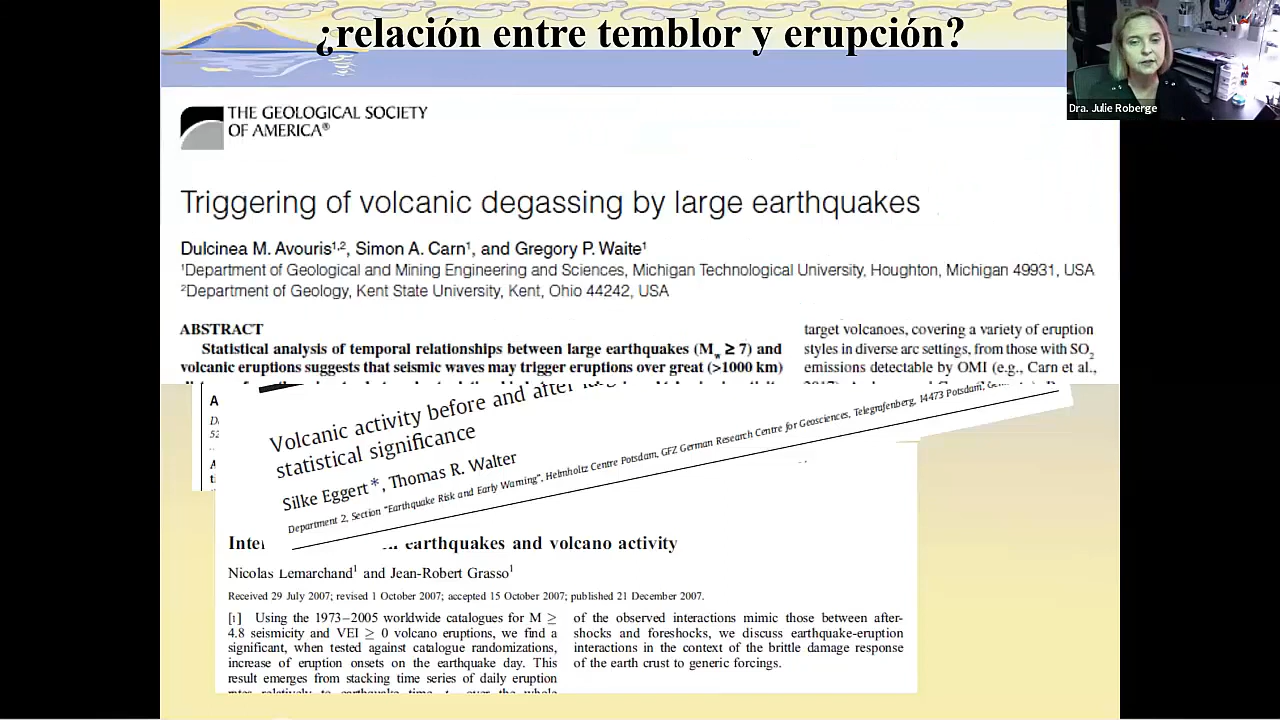 ¿relación entre temblor y erupción?
Dra. Julie Roberge
THE GEOLOGICAL SOCIETY
OF AMERICA®
Triggering of volcanic degassing by large earthquakes
Dulcinea M. Avouris¹,², Simon A. Carn¹, and Gregory P. Waite¹
¹Department of Geological and Mining Engineering and Sciences, Michigan Technological University, Houghton, Michigan 49931, USA
²Department of Geology, Kent State University, Kent, Ohio 44242, USA
ABSTRACT
Statistical analysis of temporal relationships between large earthquakes (Mw ≥ 7) and
volcanic eruptions suggests that seismic waves may trigger eruptions over great (>1000 km)
target volcanoes, covering a variety of eruption
styles in diverse arc settings, from those with SO₂
emissions detectable by OMI (e.g., Carn et al.,
A
52
A
Volcanic activity before and after
statistical significance
Silke Eggert*, Thomas R. Walter
Department 2, Section "Earthquake Risk and Early Warning", Helmholtz Centre Potsdam, GFZ German Research Centre for Geosciences, Telegrafenberg, 14473 Potsdam,
earthquakes and volcano activity
Nicolas Lemarchand¹ and Jean-Robert Grasso¹
Received 29 July 2007; revised 1 October 2007; accepted 15 October 2007; published 21 December 2007.
[1] Using the 1973–2005 worldwide catalogues for M ≥
4.8 seismicity and VEI ≥ 0 volcano eruptions, we find a
significant, when tested against catalogue randomizations,
increase of eruption onsets on the earthquake day. This
result emerges from stacking time series of daily eruption
of the observed interactions mimic those between after-
shocks and foreshocks, we discuss earthquake-eruption
interactions in the context of the brittle damage response
of the earth crust to generic forcings.